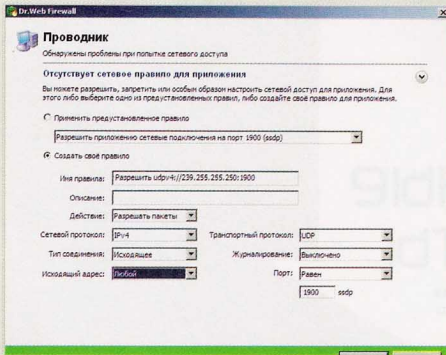 Dr.Web Firewall
Проводник
Обнаружены проблемы при попытке сетевого доступа
Отсутствует сетевое правило для приложения
Вы можете разрешить, запретить или особым образом настроить сетевой доступ для приложения. Для
этого либо выберите одно из предустановленных правил, либо создайте своё правило для приложения.
Применить предустановленное правило
Разрешить приложению сетевые подключения на порт 1900 (ssdp)
Создать своё правило
Имя правила: Разрешить udpv4://239.255.255.250:1900
Описание:
Действие: Разрешать пакеты
Сетевой протокол: IPv4 Транспортный протокол: UDP
Тип соединения: Исходящее Журналирование: Выключено
Исходящий адрес: Любой Порт: Равен
1900 ssdp